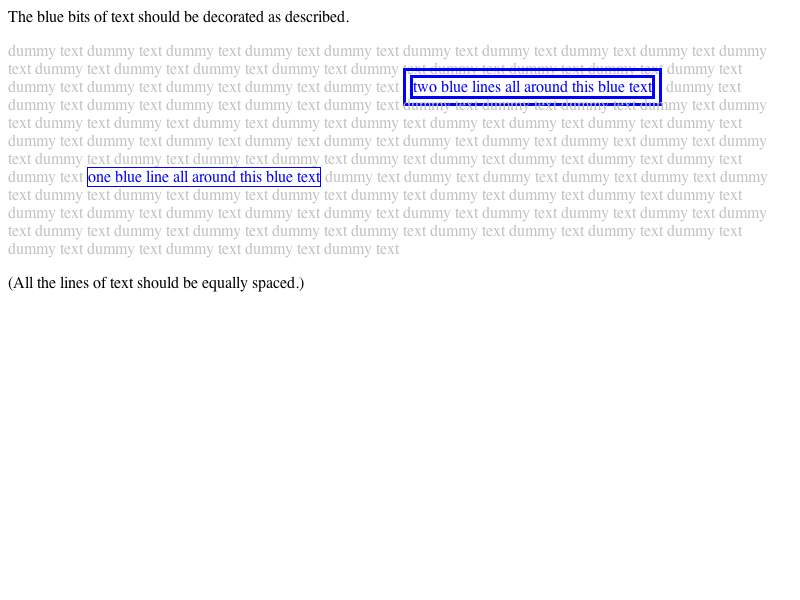 The blue bits of text should be decorated as described.
dummy text dummy text dummy text dummy text dummy text dummy text dummy text dummy text dummy text dummy
text dummy text dummy text dummy text dummy text dummy text dummy text dummy text dummy text dummy text
dummy text dummy text dummy text dummy text dummy text two blue lines all around this blue text dummy text
dummy text dummy text dummy text dummy text dummy text dummy text dummy text dummy text dummy text dummy
text dummy text dummy text dummy text dummy text dummy text dummy text dummy text dummy text dummy text
dummy text dummy text dummy text dummy text dummy text dummy text dummy text dummy text dummy text dummy
text dummy text dummy text dummy text dummy text dummy text dummy text dummy text dummy text dummy text
dummy text one blue line all around this blue text dummy text dummy text dummy text dummy text dummy text dummy
text dummy text dummy text dummy text dummy text dummy text dummy text dummy text dummy text dummy text
dummy text dummy text dummy text dummy text dummy text dummy text dummy text dummy text dummy text dummy
text dummy text dummy text dummy text dummy text dummy text dummy text dummy text dummy text dummy text
dummy text dummy text dummy text dummy text dummy text
(All the lines of text should be equally spaced.)